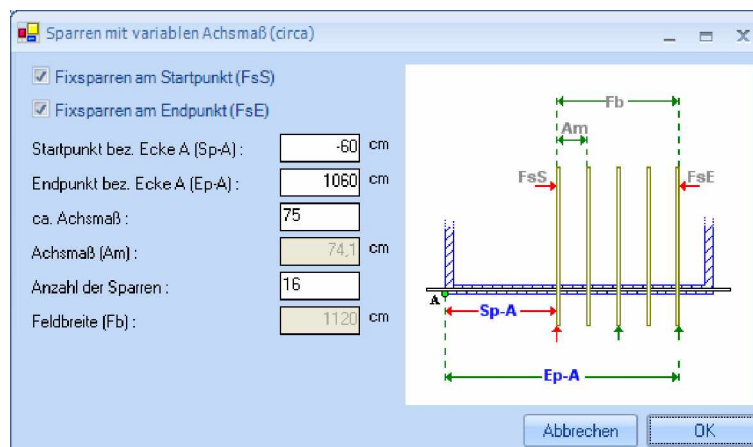 Sparren mit variablen Achsmaß (circa)
Fixsparren am Startpunkt (FsS)
Fixsparren am Endpunkt (FsE)
Startpunkt bez. Ecke A (Sp-A) : -60 cm
Endpunkt bez. Ecke A (Ep-A) : 1060 cm
ca. Achsmaß : 75
Achsmaß (Am) : 74,1 cm
Anzahl der Sparren : 16
Feldbreite (Fb) : 1120 cm
Fb
Am
FsS
FsE
A
Sp-A
Ep-A
Abbrechen
OK